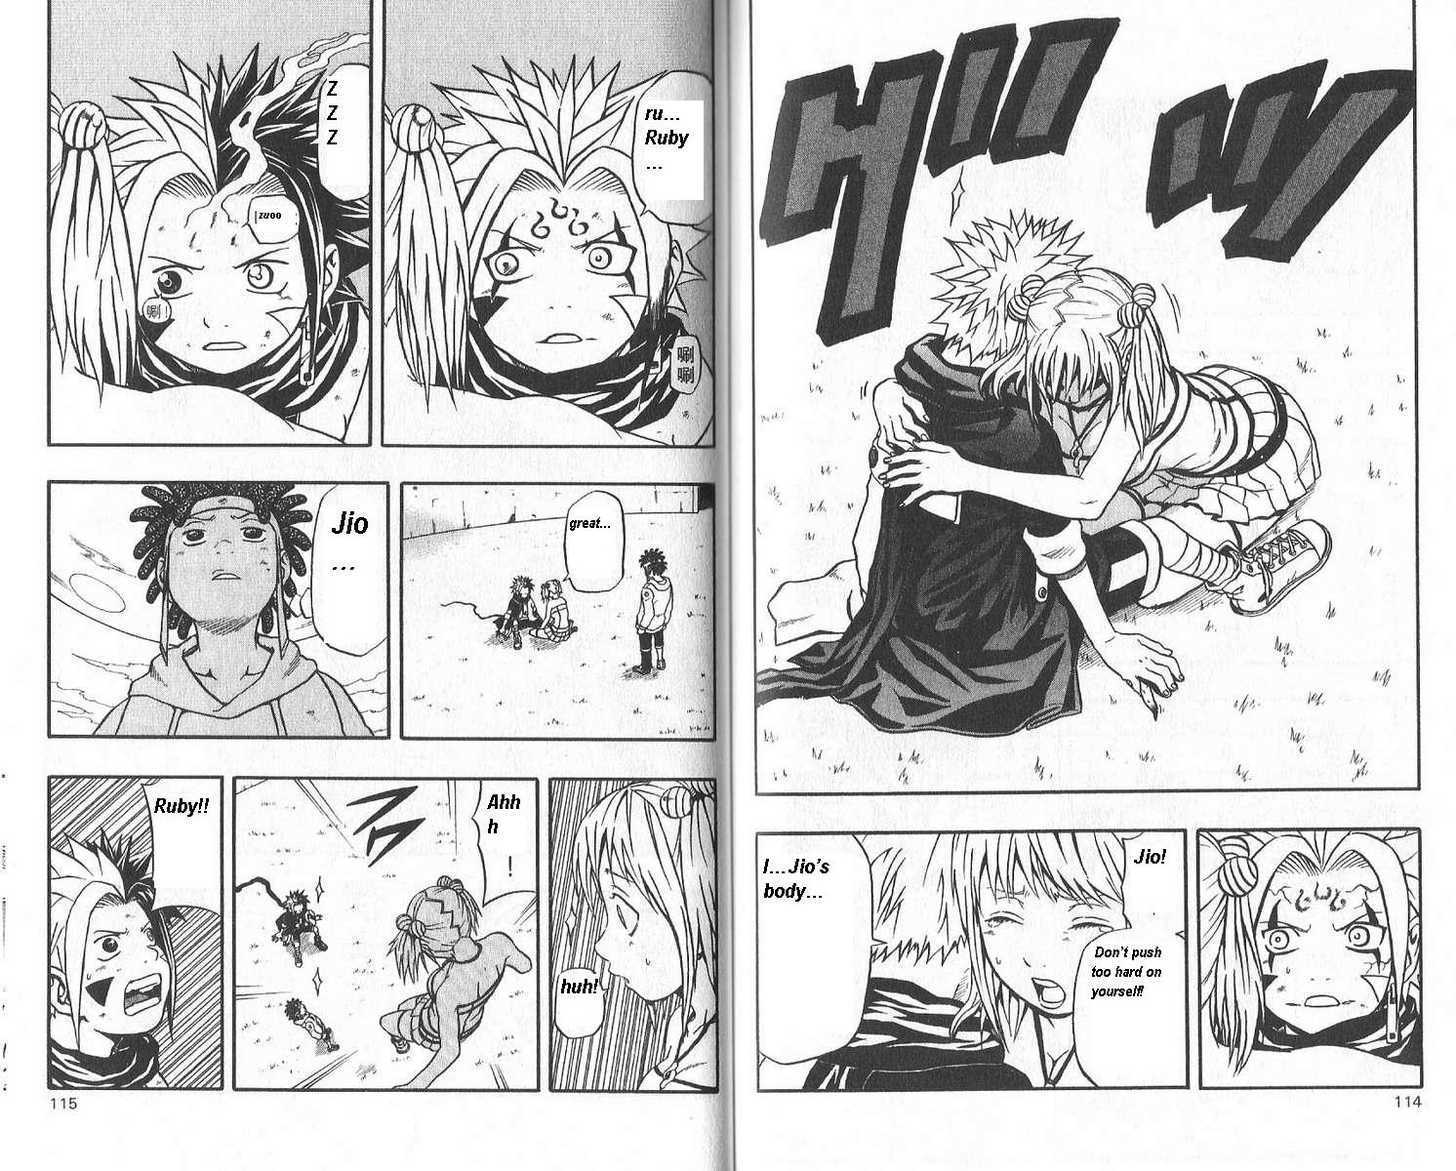 Jio!
Don't push
too hard on
yourself!
I...Jio's
body...
114
ru...
Ruby
...
唰
唰
Z
Z
Z
zuoo
唰!
great...
Jio
...
huh!
Ahh
h
!
Ruby!!
115